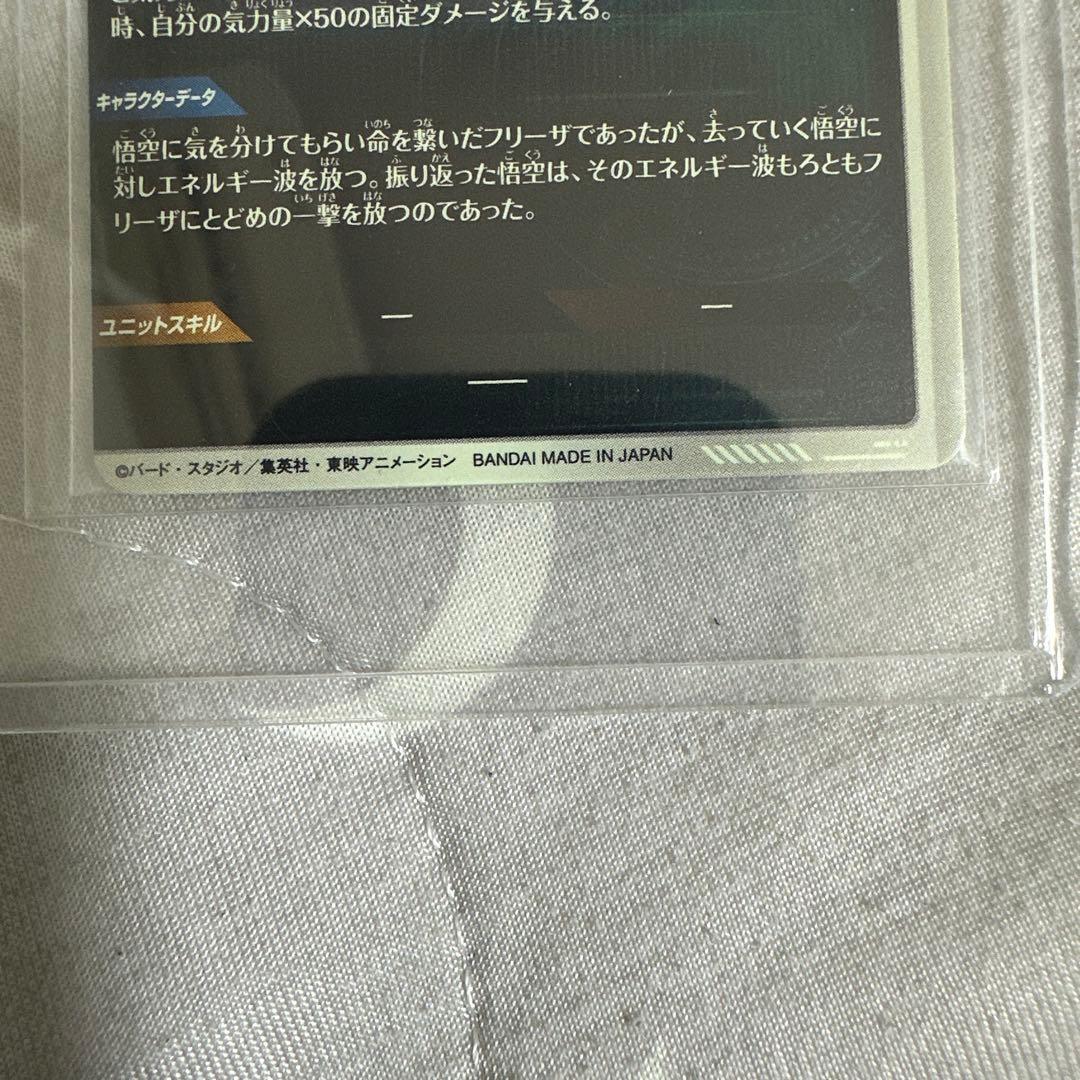 時、自分の気力量×50の固定ダメージを与える。
キャラクターデータ
悟空に気を分けてもらい命を繋いだフリーザであったが、去っていく悟空に
対しエネルギー波を放つ。振り返った悟空は、そのエネルギー波もろともフ
リーザにとどめの一撃を放つのであった。
ユニットスキル
©バード・スタジオ／集英社・東映アニメーション BANDAI MADE IN JAPAN